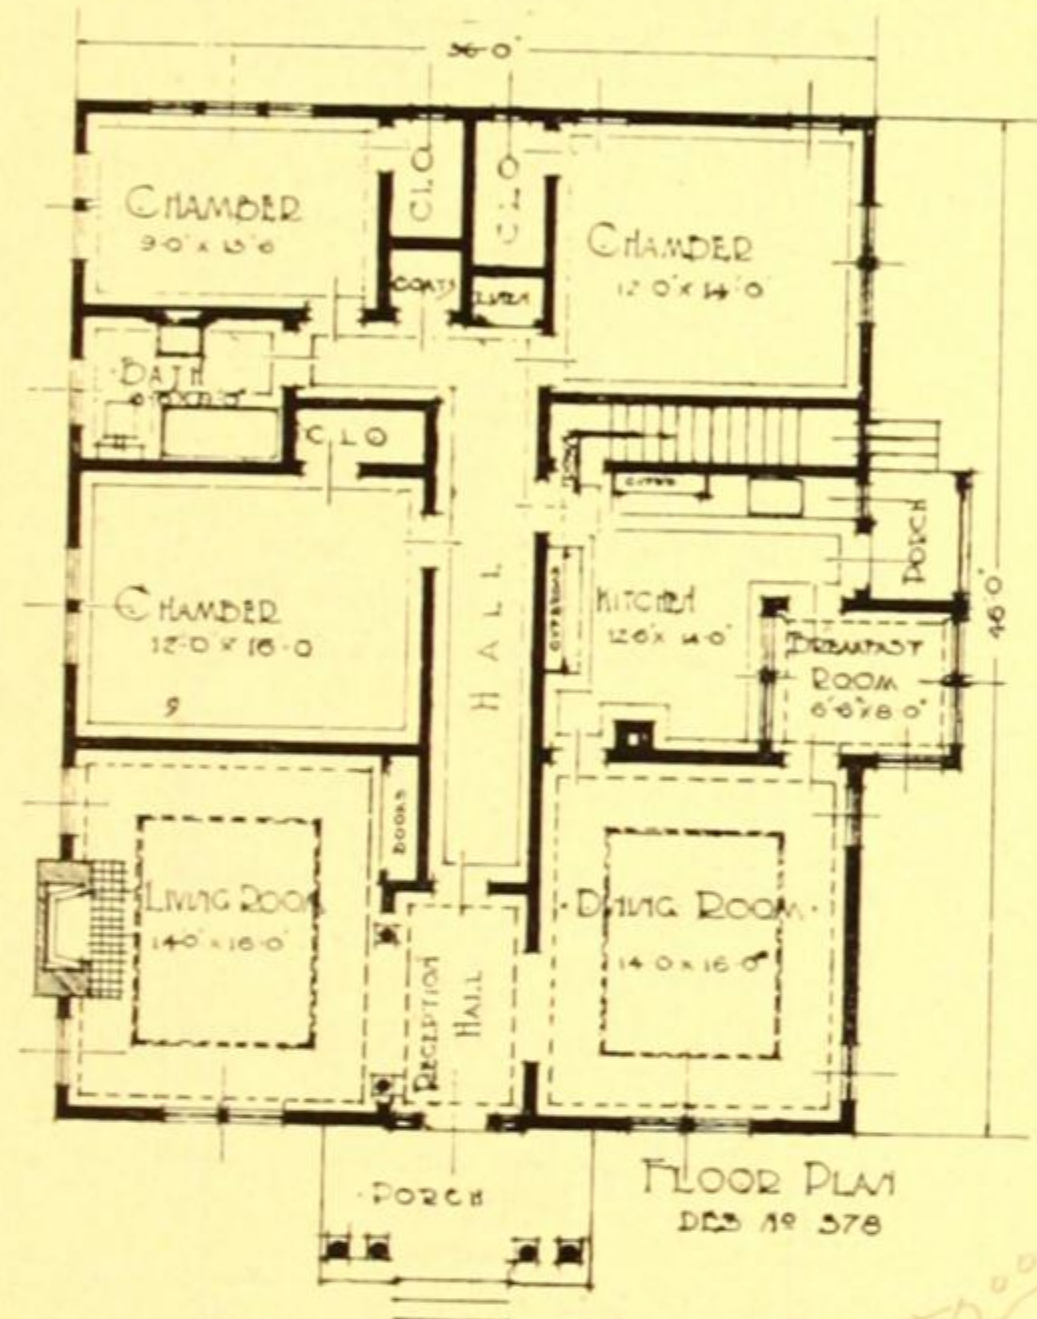 36-0"
CHAMBER
9-0" x 13'6
CLO
CLO
CHAMBER
12'0" x 14'-0
COATS
LINEN
BATH
CLO
DOWN
PORCH
CHAMBER
12-0" x 16-0
9
HALL
CUPBOARD
KITCHEN
12'6" x 14-0"
BREAKFAST
ROOM
6'-6" x 8'-0"
46-0"
BOOKS
LIVING ROOM
14-0" x 16-0"
RECEPTION
HALL
DINING ROOM
14-0 x 16-0"
PORCH
FLOOR PLAN
DES Nº 378